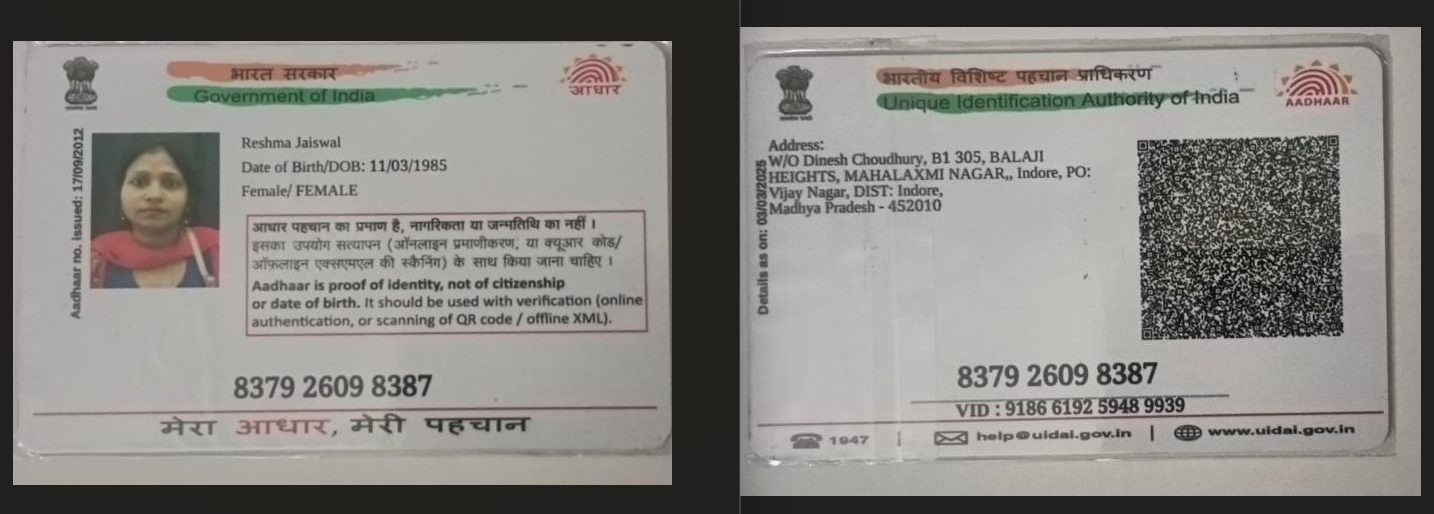 भारत सरकार
Government of India
आधार
Aadhaar no. issued: 17/09/2012
Reshma Jaiswal
Date of Birth/DOB: 11/03/1985
Female/ FEMALE
आधार पहचान का प्रमाण है, नागरिकता या जन्मतिथि का नहीं ।
इसका उपयोग सत्यापन (ऑनलाइन प्रमाणीकरण, या क्यूआर कोड/
ऑफ़लाइन एक्सएमएल की स्कैनिंग) के साथ किया जाना चाहिए ।
Aadhaar is proof of identity, not of citizenship
or date of birth. It should be used with verification (online
authentication, or scanning of QR code / offline XML).
8379 2609 8387
मेरा आधार, मेरी पहचान
भारतीय विशिष्ट पहचान प्राधिकरण
Unique Identification Authority of India
AADHAAR
Details as on: 03/03/2025
Address:
W/O Dinesh Choudhury, B1 305, BALAJI
HEIGHTS, MAHALAXMI NAGAR,, Indore, PO:
Vijay Nagar, DIST: Indore,
Madhya Pradesh - 452010
8379 2609 8387
VID : 9186 6192 5948 9939
1947 | help@uidai.gov.in | www.uidai.gov.in